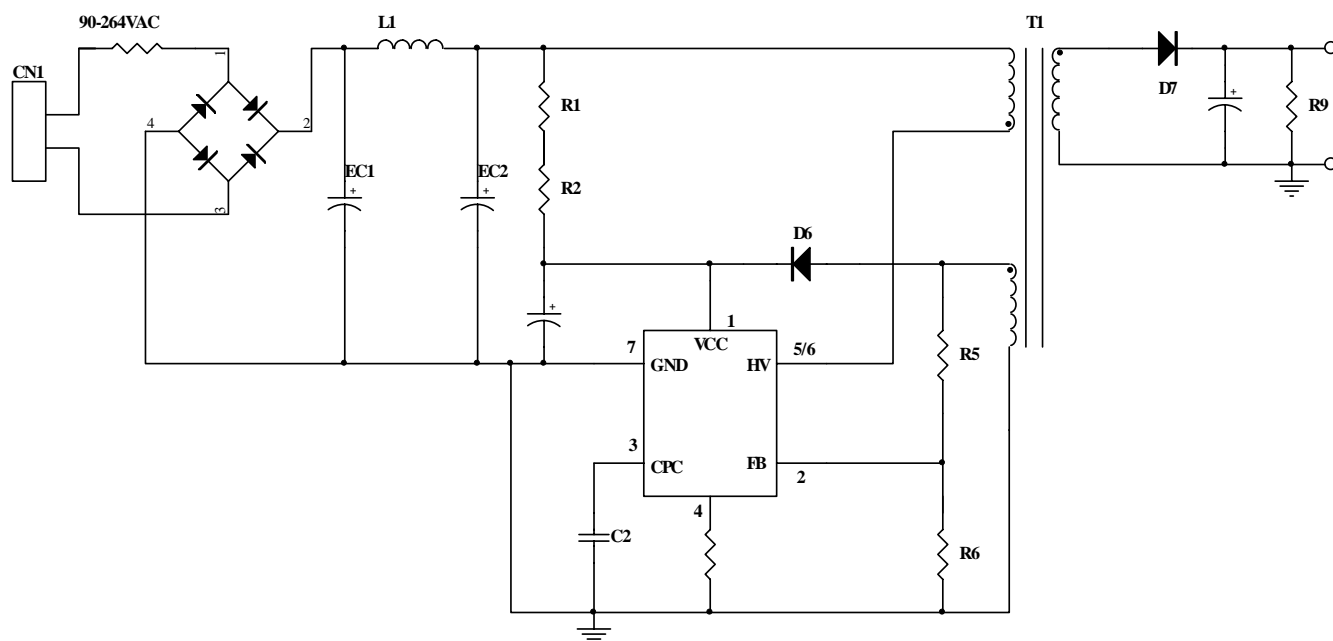 90-264VAC
L1
T1
CN1
1
4
2
3
EC1
EC2
R1
R2
D7
+
R9
+
+
D6
+
1
VCC
7
GND
5/6
HV
R5
3
CPC
FB
2
4
C2
R6